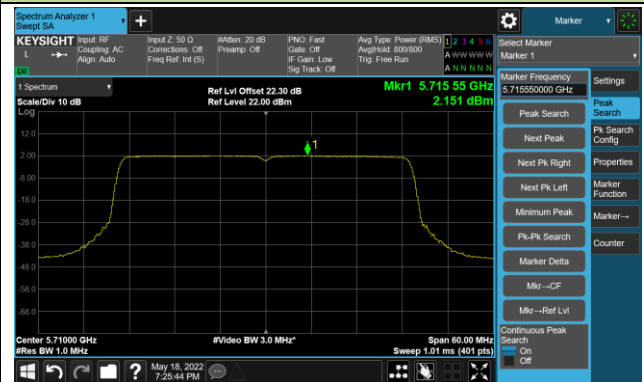 Spectrum Analyzer 1
Swept SA
Marker
KEYSIGHT
L
LXI
Input: RF
Coupling: AC
Align: Auto
Input Z: 50 Ω
Corrections: Off
Freq Ref: Int (S)
#Atten: 20 dB
Preamp: Off
PNO: Fast
Gate: Off
IF Gain: Low
Sig Track: Off
Avg Type: Power (RMS)
Avg|Hold: 800/800
Trig: Free Run
1 2 3 4 5 6
A W W W W W
A N N N N N
Select Marker
Marker 1
1 Spectrum
Scale/Div 10 dB
Log
Ref Lvl Offset 22.30 dB
Ref Level 22.00 dBm
Mkr1 5.715 55 GHz
2.151 dBm
12.0
2.00
-8.00
-18.0
-28.0
-38.0
-48.0
-58.0
-68.0
1
Center 5.71000 GHz
#Res BW 1.0 MHz
#Video BW 3.0 MHz*
Span 60.00 MHz
Sweep 1.01 ms (401 pts)
Marker Frequency
5.715550000 GHz
Peak Search
Next Peak
Next Pk Right
Next Pk Left
Minimum Peak
Pk-Pk Search
Marker Delta
Mkr→CF
Mkr→Ref Lvl
Continuous Peak
Search
On
Off
Settings
Peak
Search
Pk Search
Config
Properties
Marker
Function
Marker→
Counter
?
May 18, 2022
7:25:44 PM